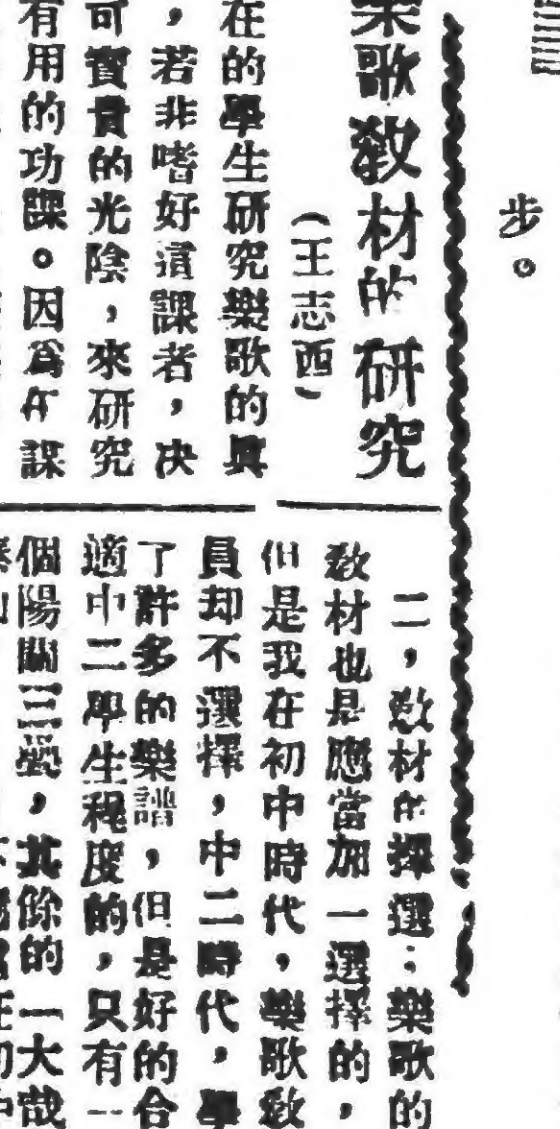 步。
樂歌教材的研究
（王志西）
在的學生研究樂歌的眞
，若非嗜好這課者，决
可寶貴的光陰，來研究
有用的功課。因爲在課
二，敎材的擇選：樂歌的
敎材也是應當加一選擇的，
但是我在初中時代，樂歌敎
員却不選擇，中二時代，學
了許多的樂譜，但是好的合
適中二學生程度的，只有一
個陽關三疊，其餘的一大哉